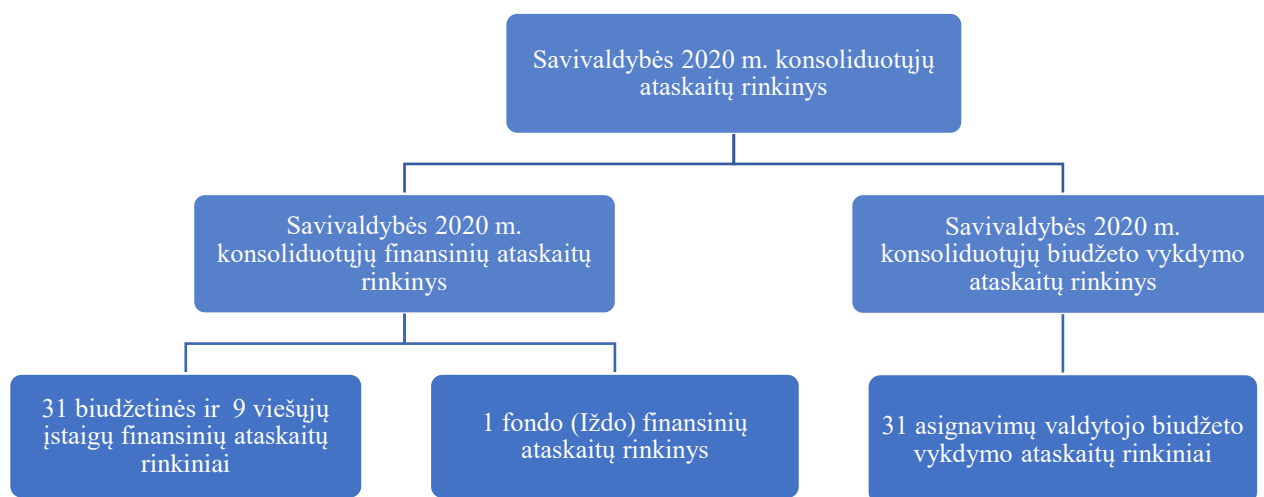 Savivaldybės 2020 m. konsoliduotųjų
ataskaitų rinkinys
Savivaldybės 2020 m.
konsoliduotųjų finansinių ataskaitų
rinkinys
Savivaldybės 2020 m.
konsoliduotųjų biudžeto vykdymo
ataskaitų rinkinys
31 biudžetinės ir 9 viešųjų
įstaigų finansinių ataskaitų
rinkiniai
1 fondo (Iždo) finansinių
ataskaitų rinkinys
31 asignavimų valdytojo biudžeto
vykdymo ataskaitų rinkiniai